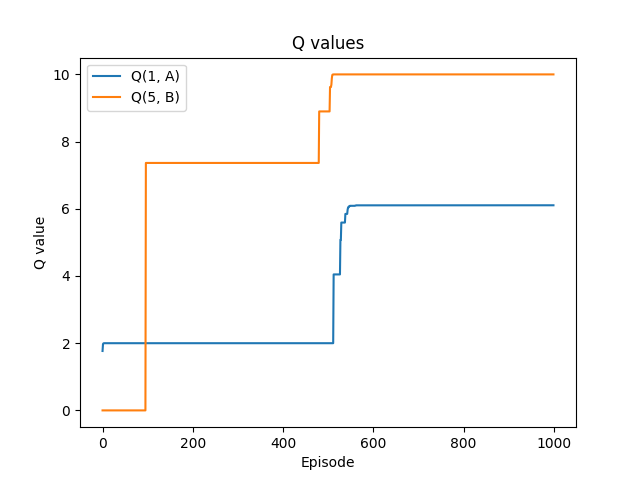 Q values
Q(1, A)
Q(5, B)
10
8
6
4
2
0
Q value
0 200 400 600 800 1000
Episode